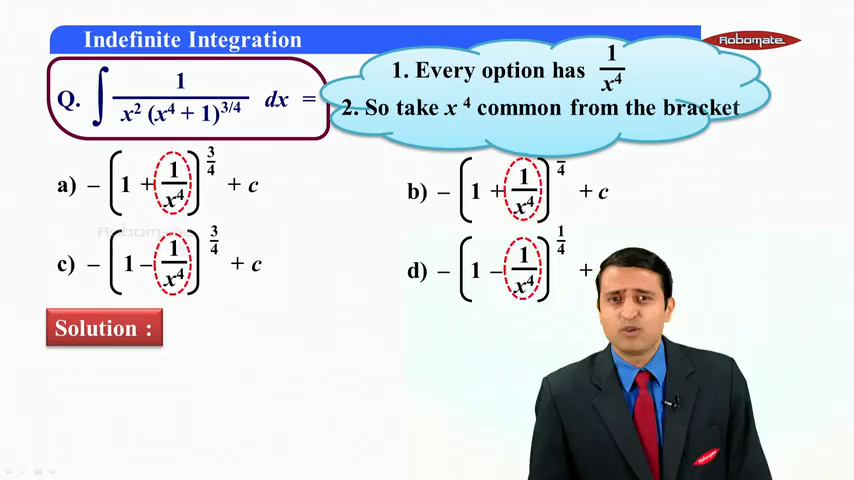 Indefinite Integration
Robomate
Q. ∫ 1 / x² (x⁴ + 1)^3/4 dx =
1. Every option has 1/x⁴
2. So take x⁴ common from the bracket
a) – (1 + 1/x⁴)^3/4 + c
b) – (1 + 1/x⁴)^/4 + c
Robomate
c) – (1 – 1/x⁴)^3/4 + c
d) – (1 – 1/x⁴)^1/4 +
Solution :